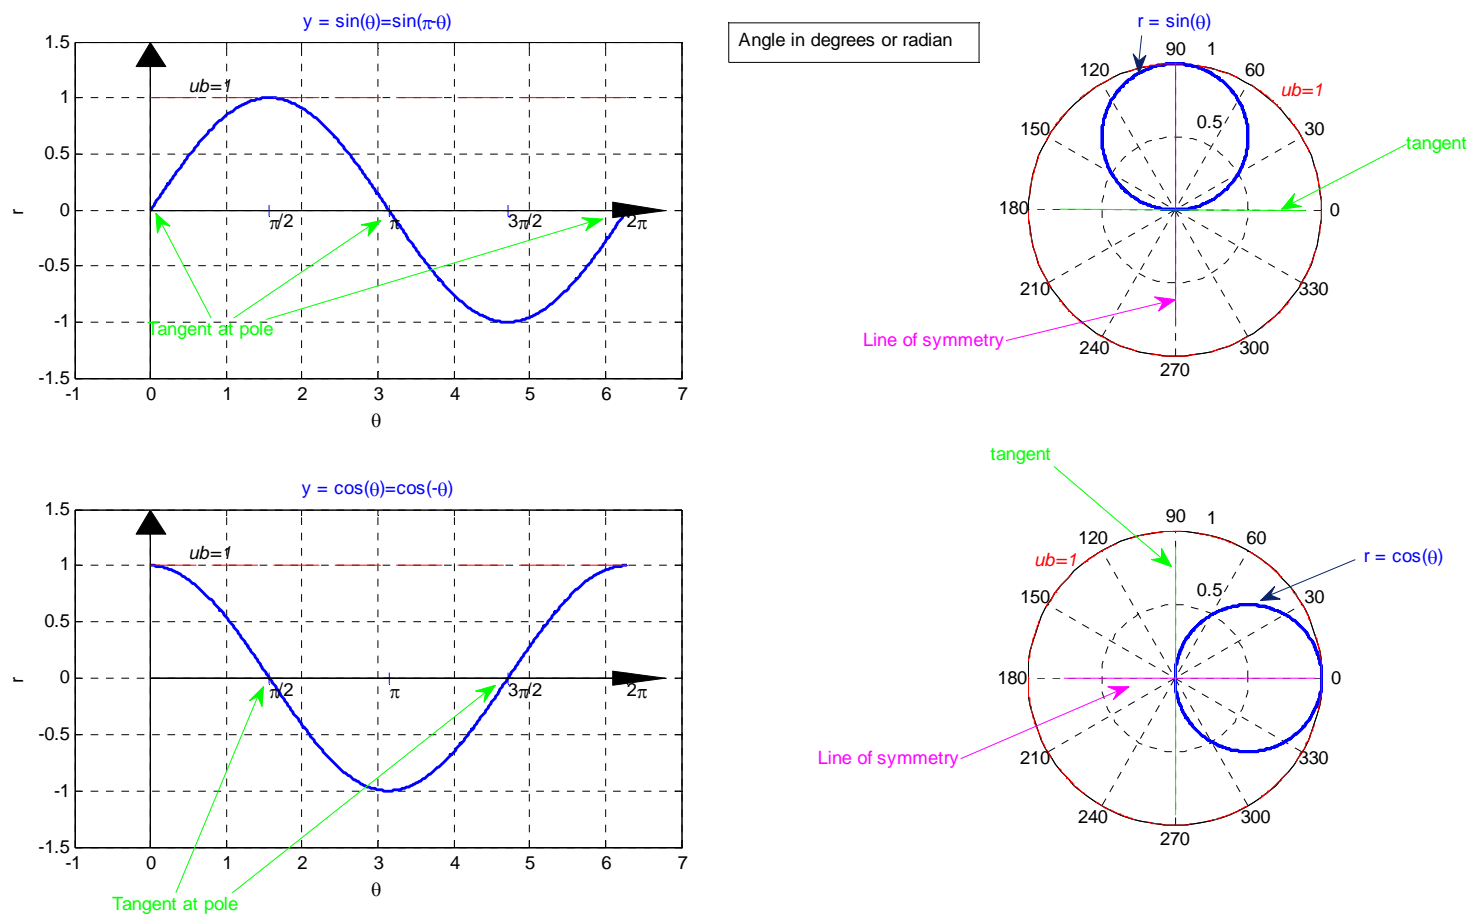 y = sin(θ)=sin(π-θ)
1.5
1
0.5
0
-0.5
-1
-1.5
r
ub=1
π/2
π
3π/2
2π
Tangent at pole
-1
0
1
2
3
4
5
6
7
θ
Angle in degrees or radian
r = sin(θ)
90
1
120
60
ub=1
150
0.5
30
tangent
180
0
210
330
Line of symmetry
240
300
270
y = cos(θ)=cos(-θ)
1.5
1
0.5
0
-0.5
-1
-1.5
r
ub=1
π/2
π
3π/2
2π
-1
0
1
2
3
4
5
6
7
θ
Tangent at pole
tangent
90
1
120
60
ub=1
r = cos(θ)
150
0.5
30
180
0
Line of symmetry
210
330
240
300
270